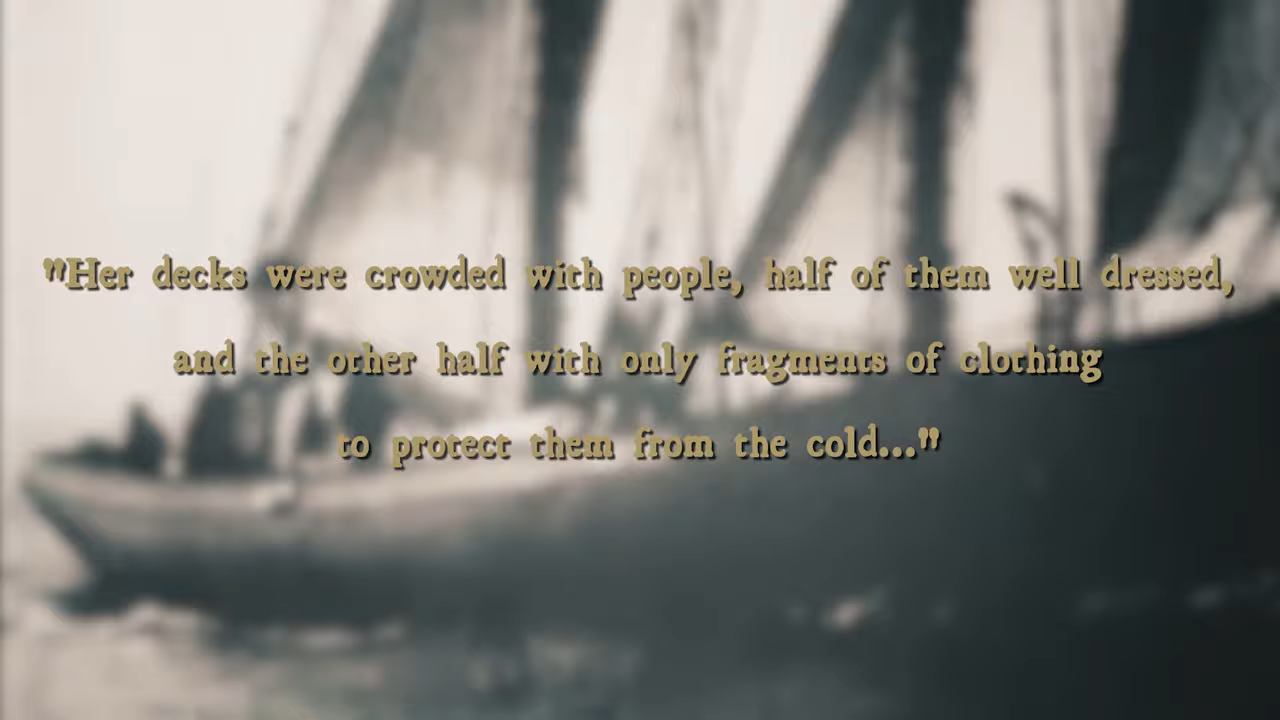 "Her decks were crowded with people, half of them well dressed,
and the other half with only fragments of clothing
to protect them from the cold..."